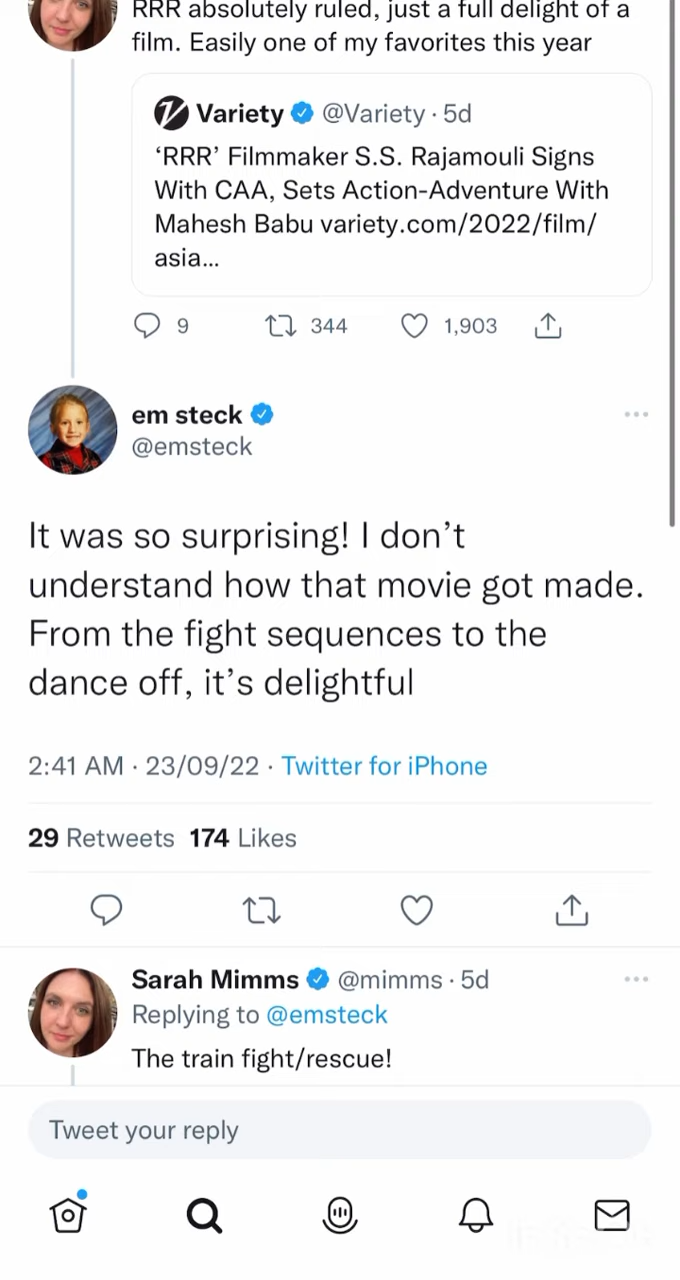 RRR absolutely ruled, just a full delight of a
film. Easily one of my favorites this year
Variety @Variety · 5d
‘RRR’ Filmmaker S.S. Rajamouli Signs
With CAA, Sets Action-Adventure With
Mahesh Babu variety.com/2022/film/
asia...
9 344 1,903
em steck
@emsteck
It was so surprising! I don’t
understand how that movie got made.
From the fight sequences to the
dance off, it’s delightful
2:41 AM · 23/09/22 · Twitter for iPhone
29 Retweets 174 Likes
Sarah Mimms @mimms · 5d
Replying to @emsteck
The train fight/rescue!
Tweet your reply